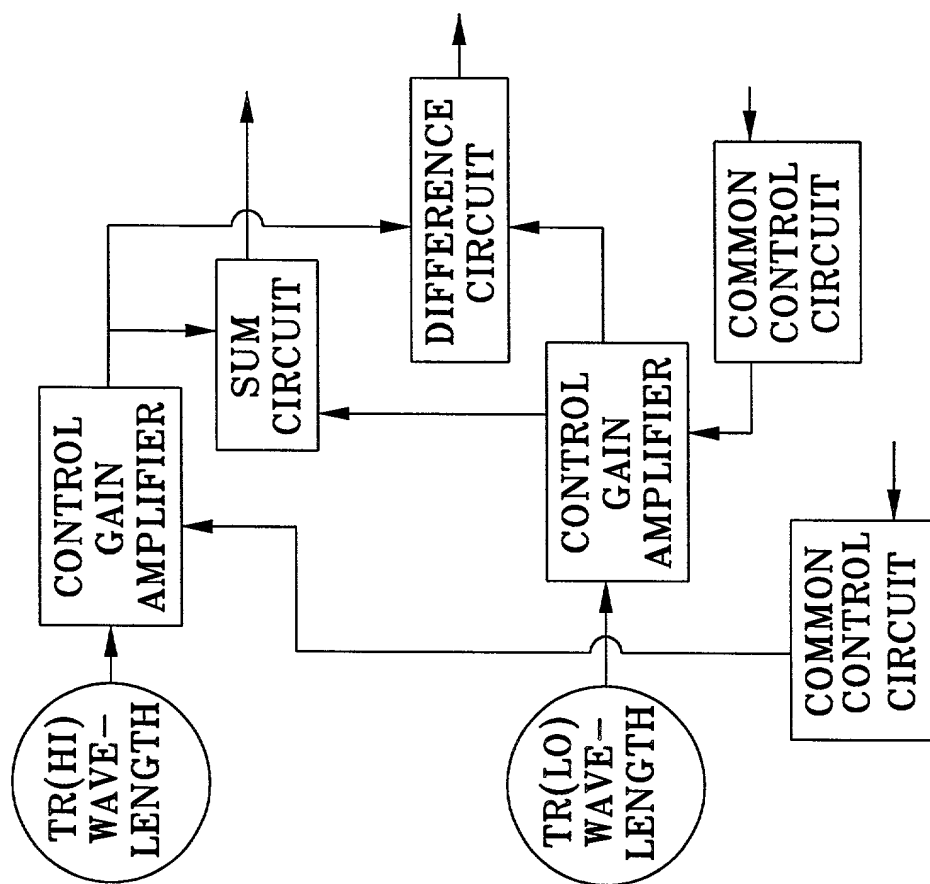 TR(HI)
WAVE-
LENGTH
CONTROL
GAIN
AMPLIFIER
SUM
CIRCUIT
DIFFERENCE
CIRCUIT
TR(LO)
WAVE-
LENGTH
CONTROL
GAIN
AMPLIFIER
COMMON
CONTROL
CIRCUIT
COMMON
CONTROL
CIRCUIT